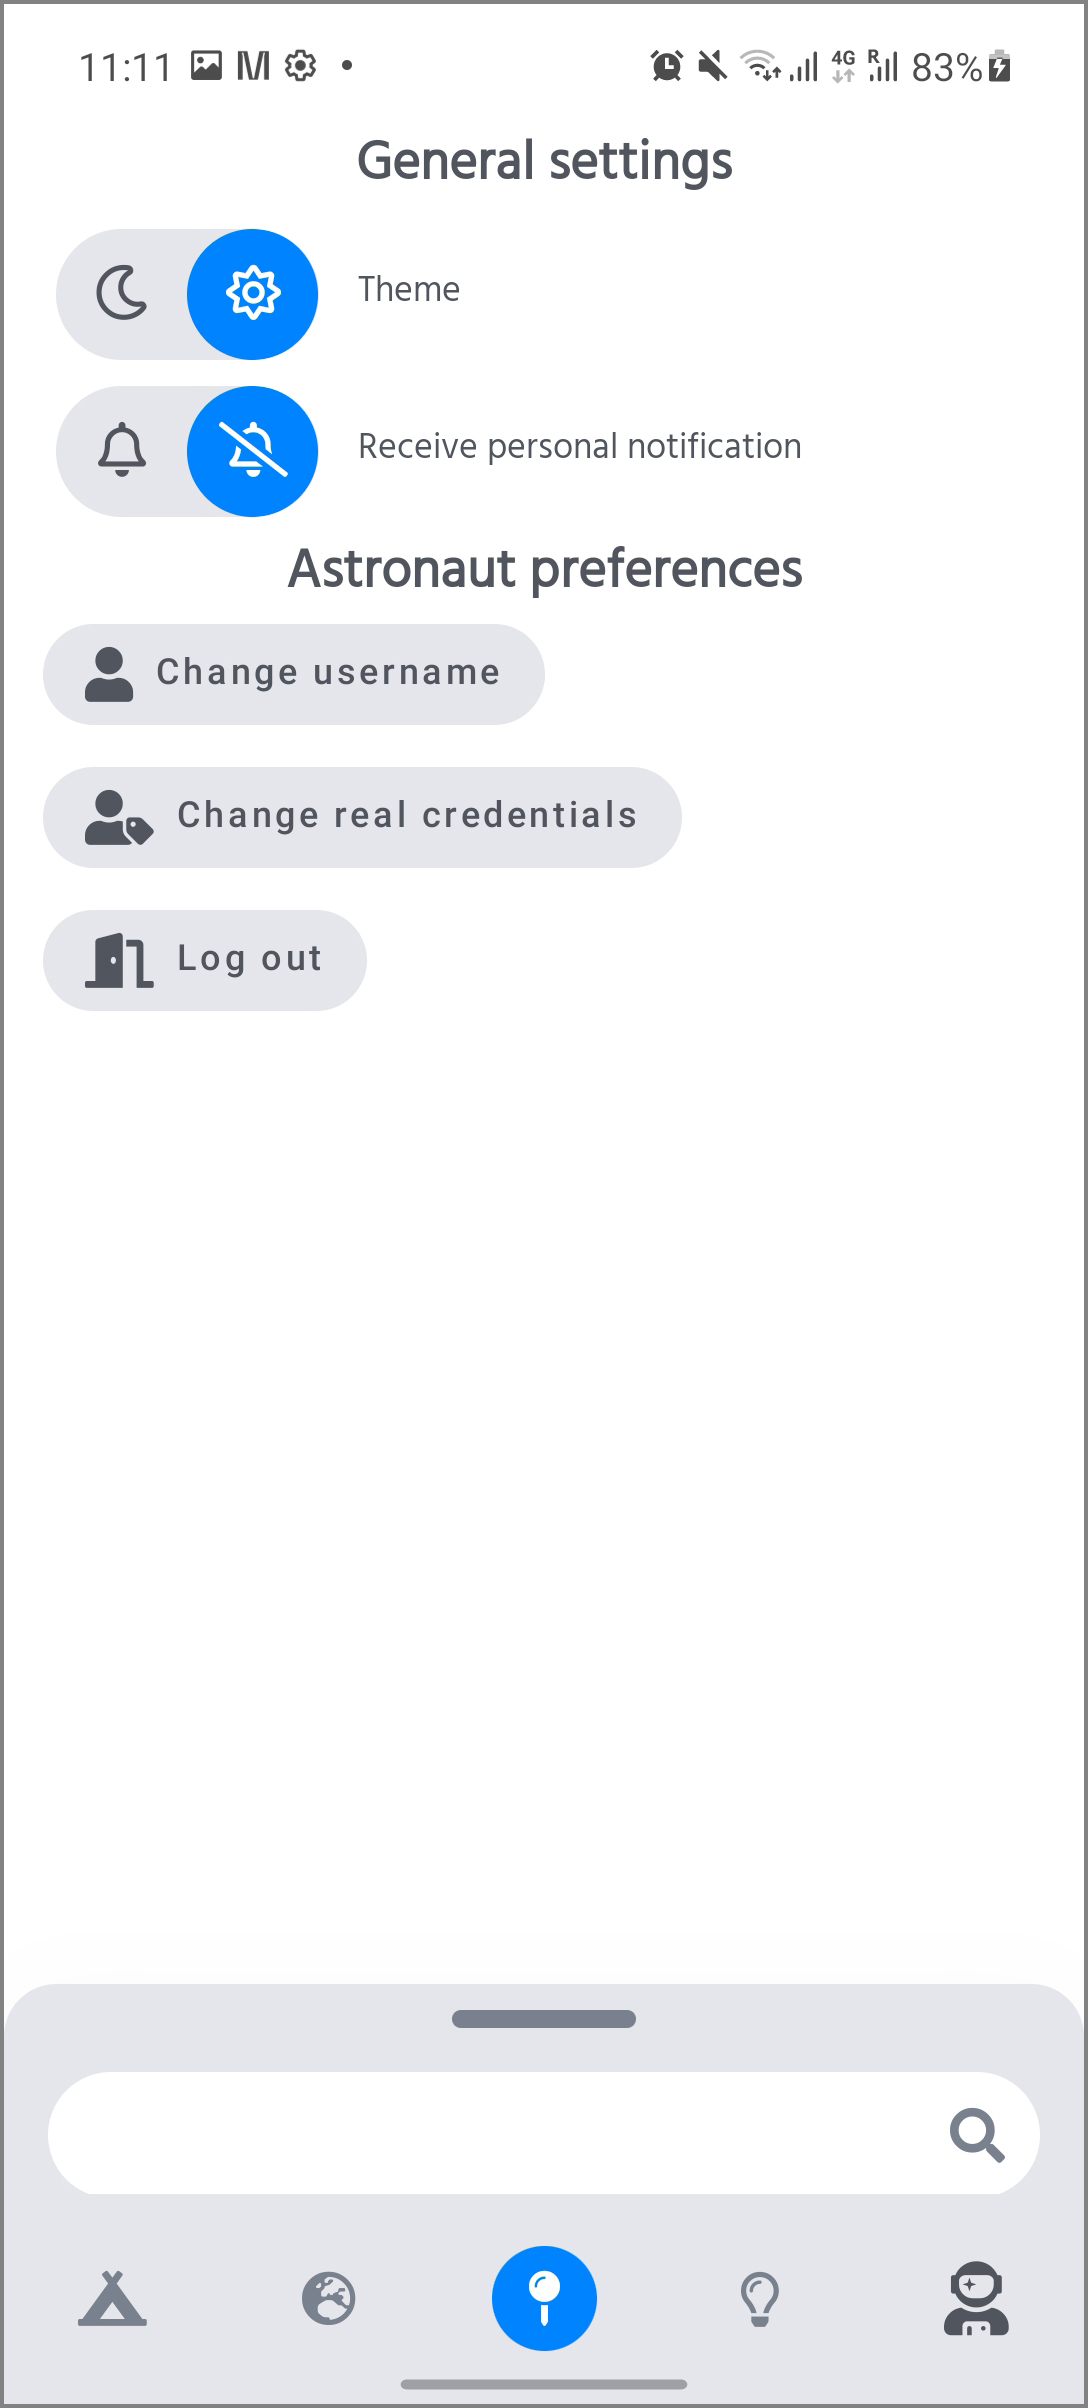 11:11 M 4G R 83%
General settings
Theme
Receive personal notification
Astronaut preferences
Change username
Change real credentials
Log out